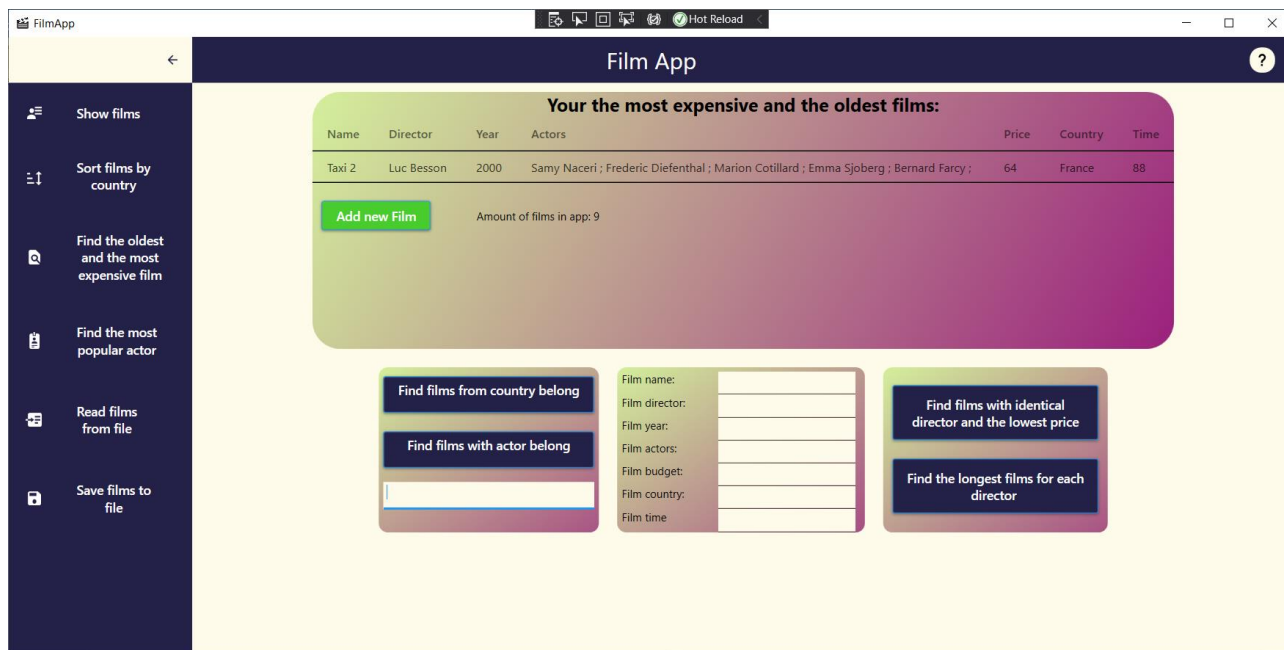 FilmApp
Hot Reload
Film App
?
Show films
Sort films by
country
Find the oldest
and the most
expensive film
Find the most
popular actor
Read films
from file
Save films to
file
Your the most expensive and the oldest films:
Name Director Year Actors Price Country Time
Taxi 2 Luc Besson 2000 Samy Naceri ; Frederic Diefenthal ; Marion Cotillard ; Emma Sjoberg ; Bernard Farcy ; 64 France 88
Add new Film Amount of films in app: 9
Find films from country belong
Find films with actor belong
Film name:
Film director:
Film year:
Film actors:
Film budget:
Film country:
Film time
Find films with identical
director and the lowest price
Find the longest films for each
director